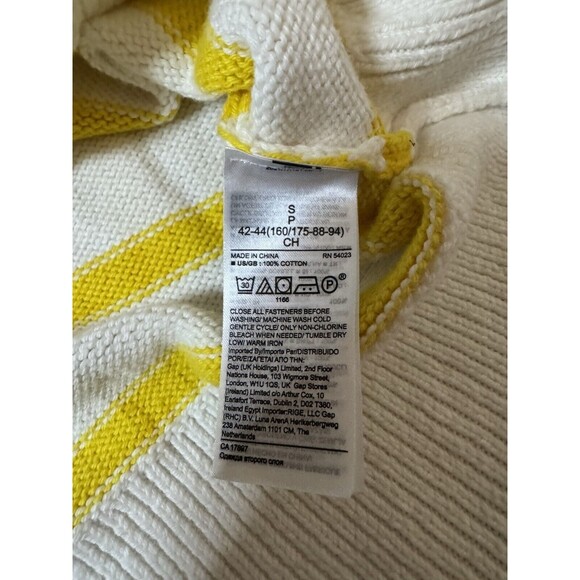 S
P
42-44(160/175-88-94)
CH
MADE IN CHINA RN 54023
■ US/GB : 100% COTTON
30 P ®
1166
CLOSE ALL FASTENERS BEFORE
WASHING/ MACHINE WASH COLD
GENTLE CYCLE/ ONLY NON-CHLORINE
BLEACH WHEN NEEDED/ TUMBLE DRY
LOW/ WARM IRON
Imported By/Importe Par/DISTRIBUIDO
POR/ΕΙΣΑΓΕΤΑΙ ΑΠΟ ΤΗΝ:
Gap (UK Holdings) Limited, 2nd Floor
Nations House, 103 Wigmore Street,
London, W1U 1QS, UK Gap Stores
(Ireland) Limited c/o Arthur Cox, 10
Earlsfort Terrace, Dublin 2, D02 T380,
Ireland Egypt Importer:RIGE, LLC Gap
(RHC) B.V. Luna ArenA Herikerbergweg
238 Amsterdam 1101 CM, The
Netherlands
CA 17897
Одежда второго слоя